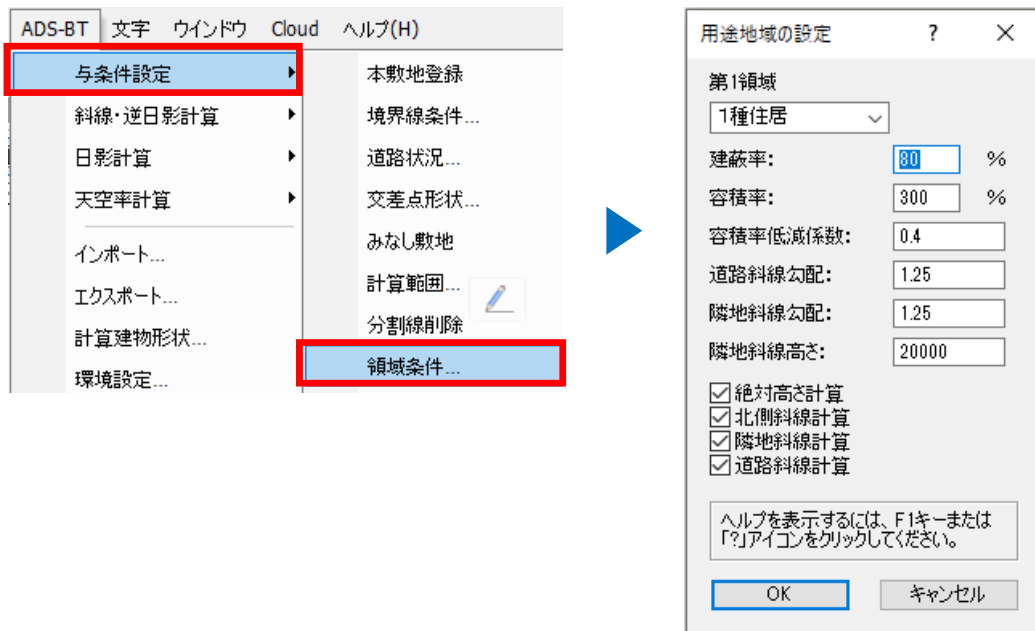 ADS-BT 文字 ウインドウ Cloud ヘルプ(H)
与条件設定
斜線・逆日影計算
日影計算
天空率計算
インポート...
エクスポート...
計算建物形状...
環境設定...
本敷地登録
境界線条件...
道路状況...
交差点形状...
みなし敷地
計算範囲...
分割線削除
領域条件...
用途地域の設定 ? ×
第1領域
1種住居
建蔽率: 80 %
容積率: 300 %
容積率低減係数: 0.4
道路斜線勾配: 1.25
隣地斜線勾配: 1.25
隣地斜線高さ: 20000
絶対高さ計算
北側斜線計算
隣地斜線計算
道路斜線計算
ヘルプを表示するには、F1キーまたは
「?」アイコンをクリックしてください。
OK キャンセル